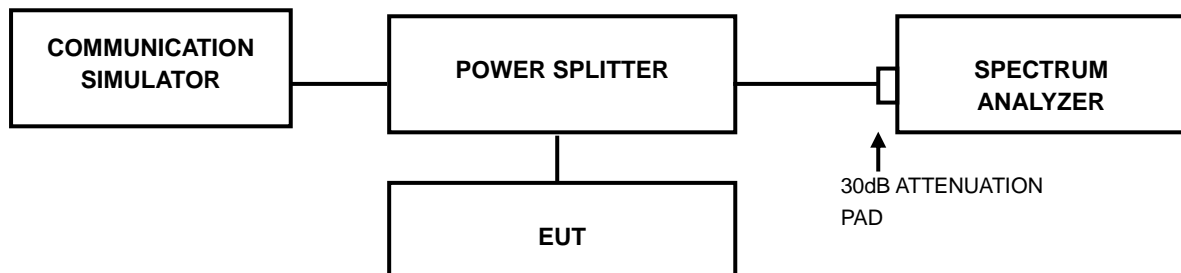 COMMUNICATION
SIMULATOR
POWER SPLITTER
SPECTRUM
ANALYZER
30dB ATTENUATION
PAD
EUT